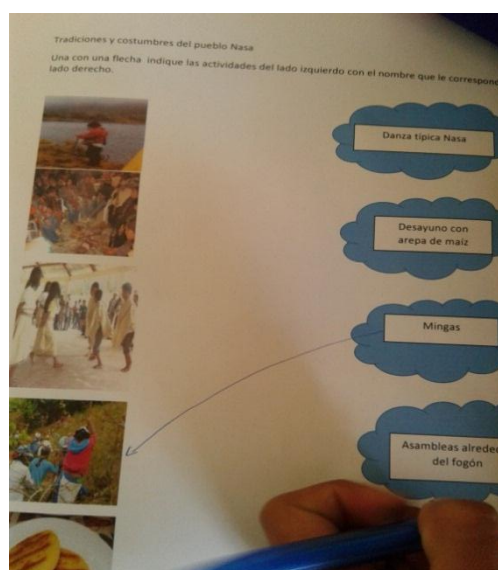 Tradiciones y costumbres del pueblo Nasa
Una con una flecha indique las actividades del lado izquierdo con el nombre que le correspone
lado derecho.
Danza típica Nasa
Desayuno con
arepa de maíz
Mingas
Asambleas alrede
del fogón